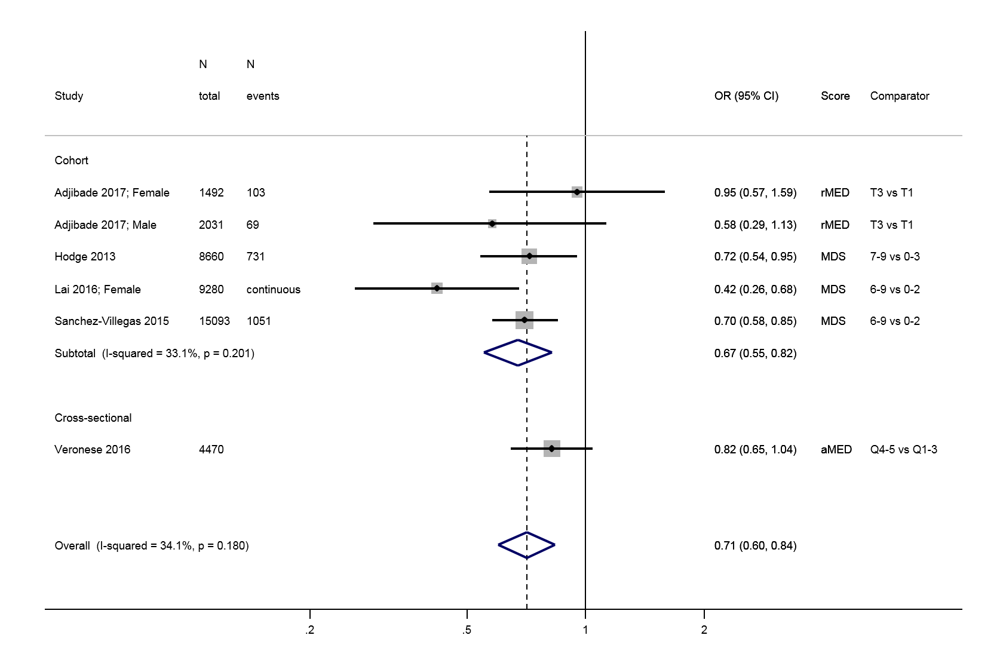 N N
Study total events OR (95% CI) Score Comparator
Cohort
Adjibade 2017; Female 1492 103 0.95 (0.57, 1.59) rMED T3 vs T1
Adjibade 2017; Male 2031 69 0.58 (0.29, 1.13) rMED T3 vs T1
Hodge 2013 8660 731 0.72 (0.54, 0.95) MDS 7-9 vs 0-3
Lai 2016; Female 9280 continuous 0.42 (0.26, 0.68) MDS 6-9 vs 0-2
Sanchez-Villegas 2015 15093 1051 0.70 (0.58, 0.85) MDS 6-9 vs 0-2
Subtotal (I-squared = 33.1%, p = 0.201) 0.67 (0.55, 0.82)
Cross-sectional
Veronese 2016 4470 0.82 (0.65, 1.04) aMED Q4-5 vs Q1-3
Overall (I-squared = 34.1%, p = 0.180) 0.71 (0.60, 0.84)
.2 .5 1 2